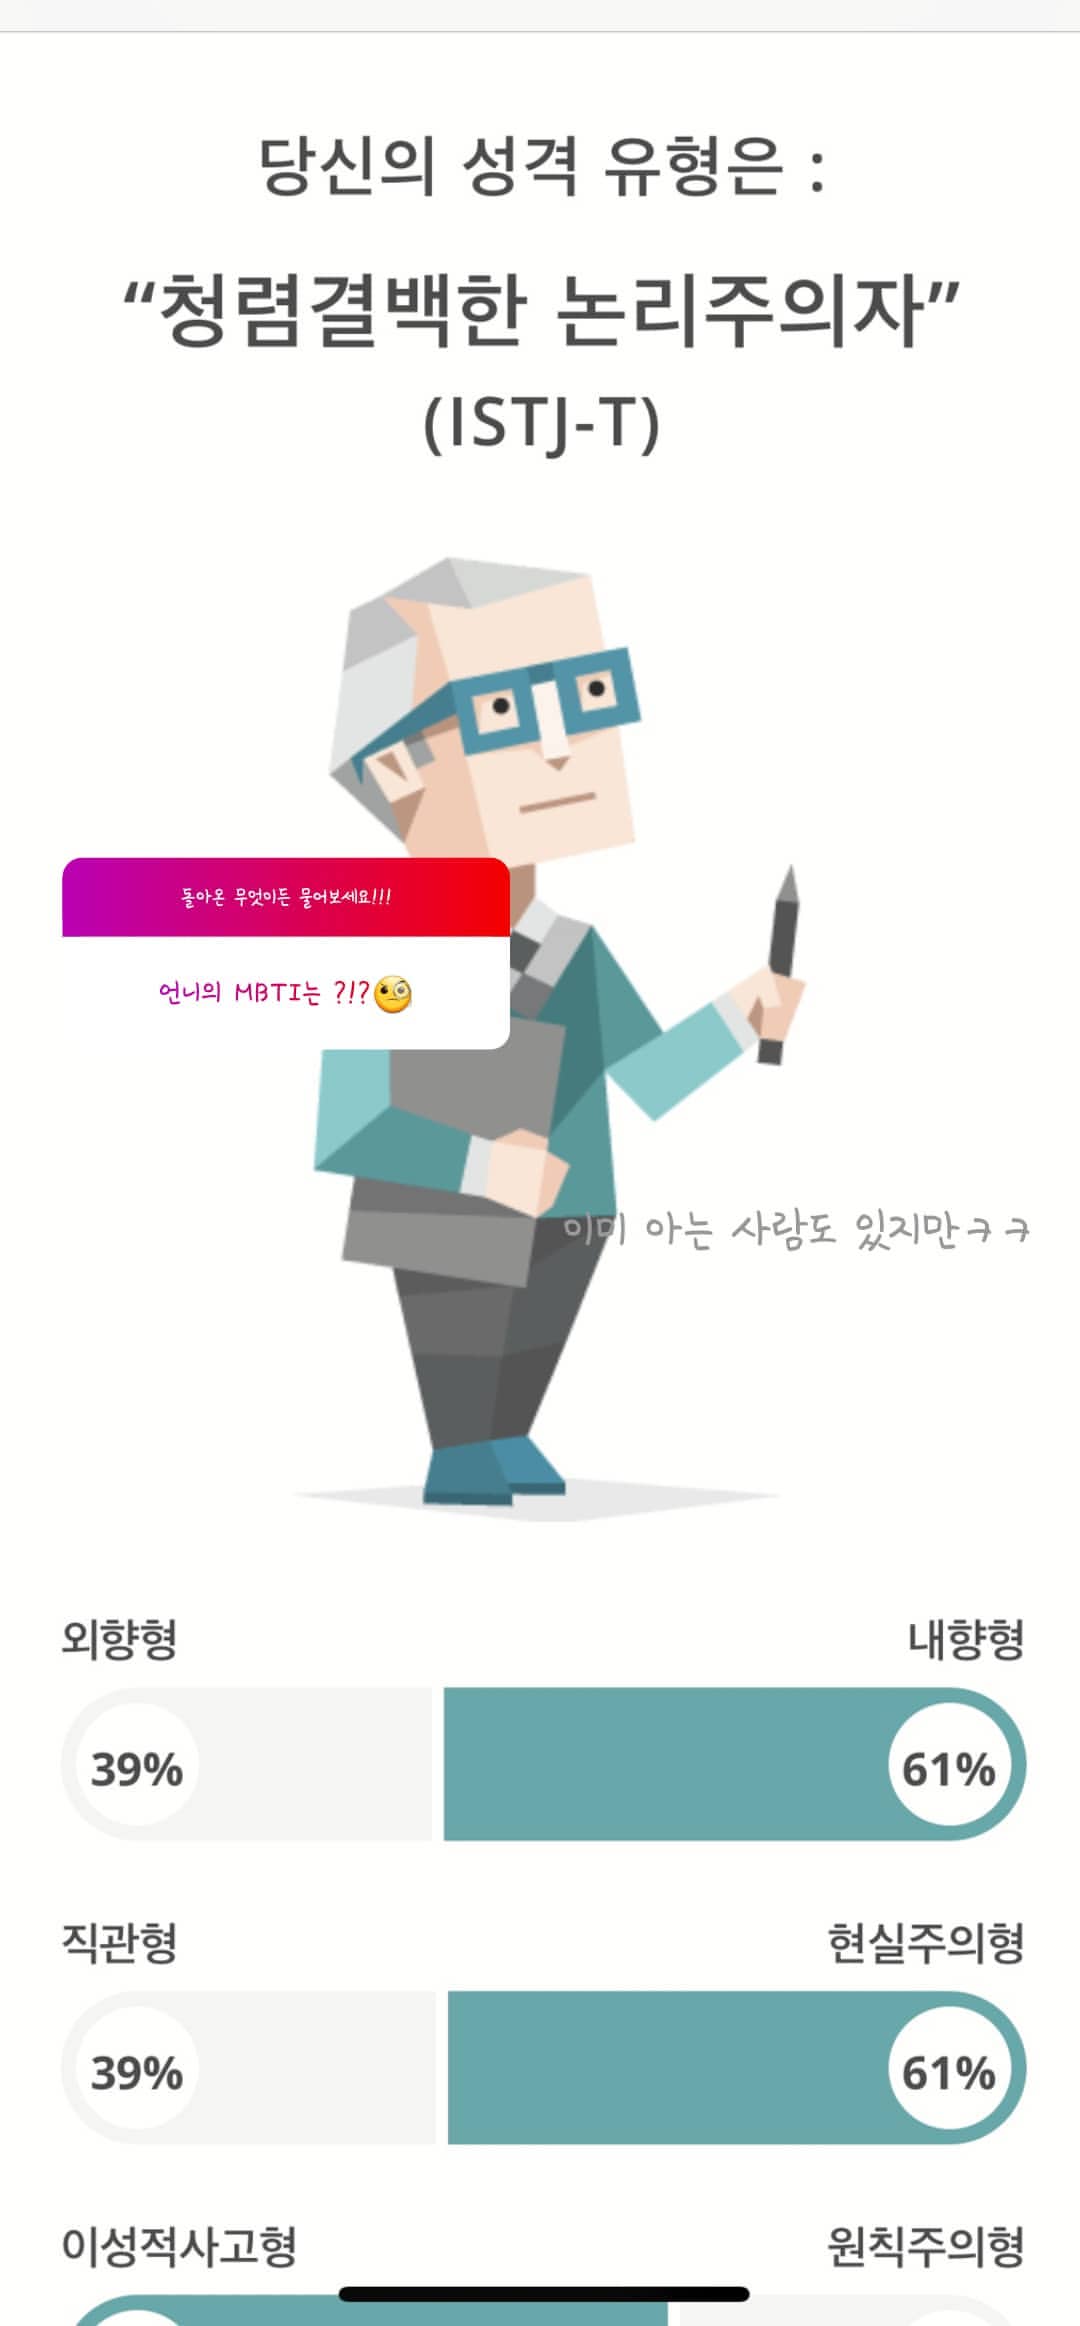 당신의 성격 유형은 :
“청렴결백한 논리주의자”
(ISTJ-T)
돌아온 무엇이든 물어보세요!!!
언니의 MBTI는 ?!?🧐
이미 아는 사람도 있지만ㅋㅋ
외향형 내향형
39% 61%
직관형 현실주의형
39% 61%
이성적사고형 원칙주의형